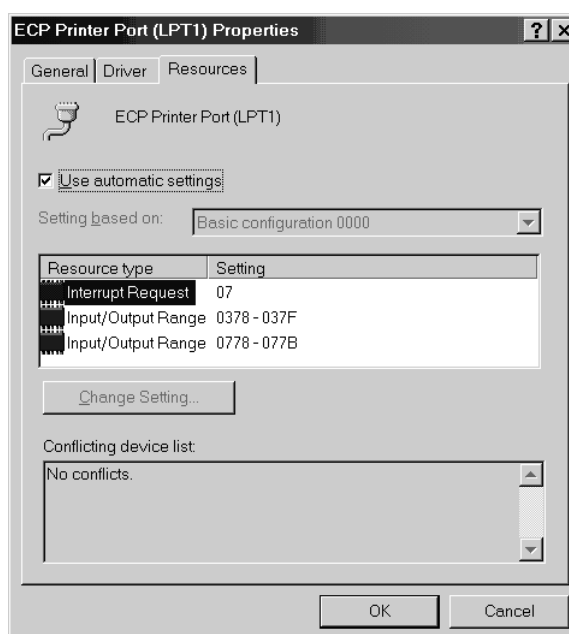 ECP Printer Port (LPT1) Properties
General Driver Resources
ECP Printer Port (LPT1)
Use automatic settings
Setting based on: Basic configuration 0000
Resource type Setting
Interrupt Request 07
Input/Output Range 0378 - 037F
Input/Output Range 0778 - 077B
Change Setting...
Conflicting device list:
No conflicts.
OK Cancel